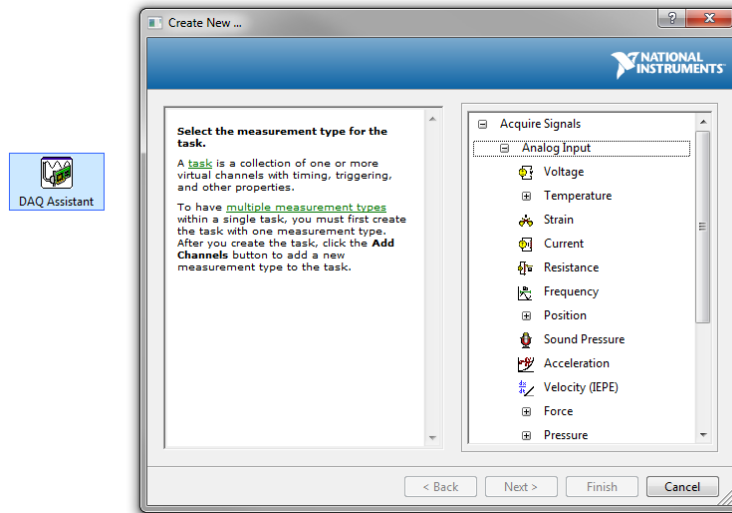 Create New ...
NATIONAL
INSTRUMENTS
DAQ Assistant
Select the measurement type for the
task.
A task is a collection of one or more
virtual channels with timing, triggering,
and other properties.
To have multiple measurement types
within a single task, you must first create
the task with one measurement type.
After you create the task, click the Add
Channels button to add a new
measurement type to the task.
Acquire Signals
Analog Input
Voltage
Temperature
Strain
Current
Resistance
Frequency
Position
Sound Pressure
Acceleration
Velocity (IEPE)
Force
Pressure
< Back
Next >
Finish
Cancel